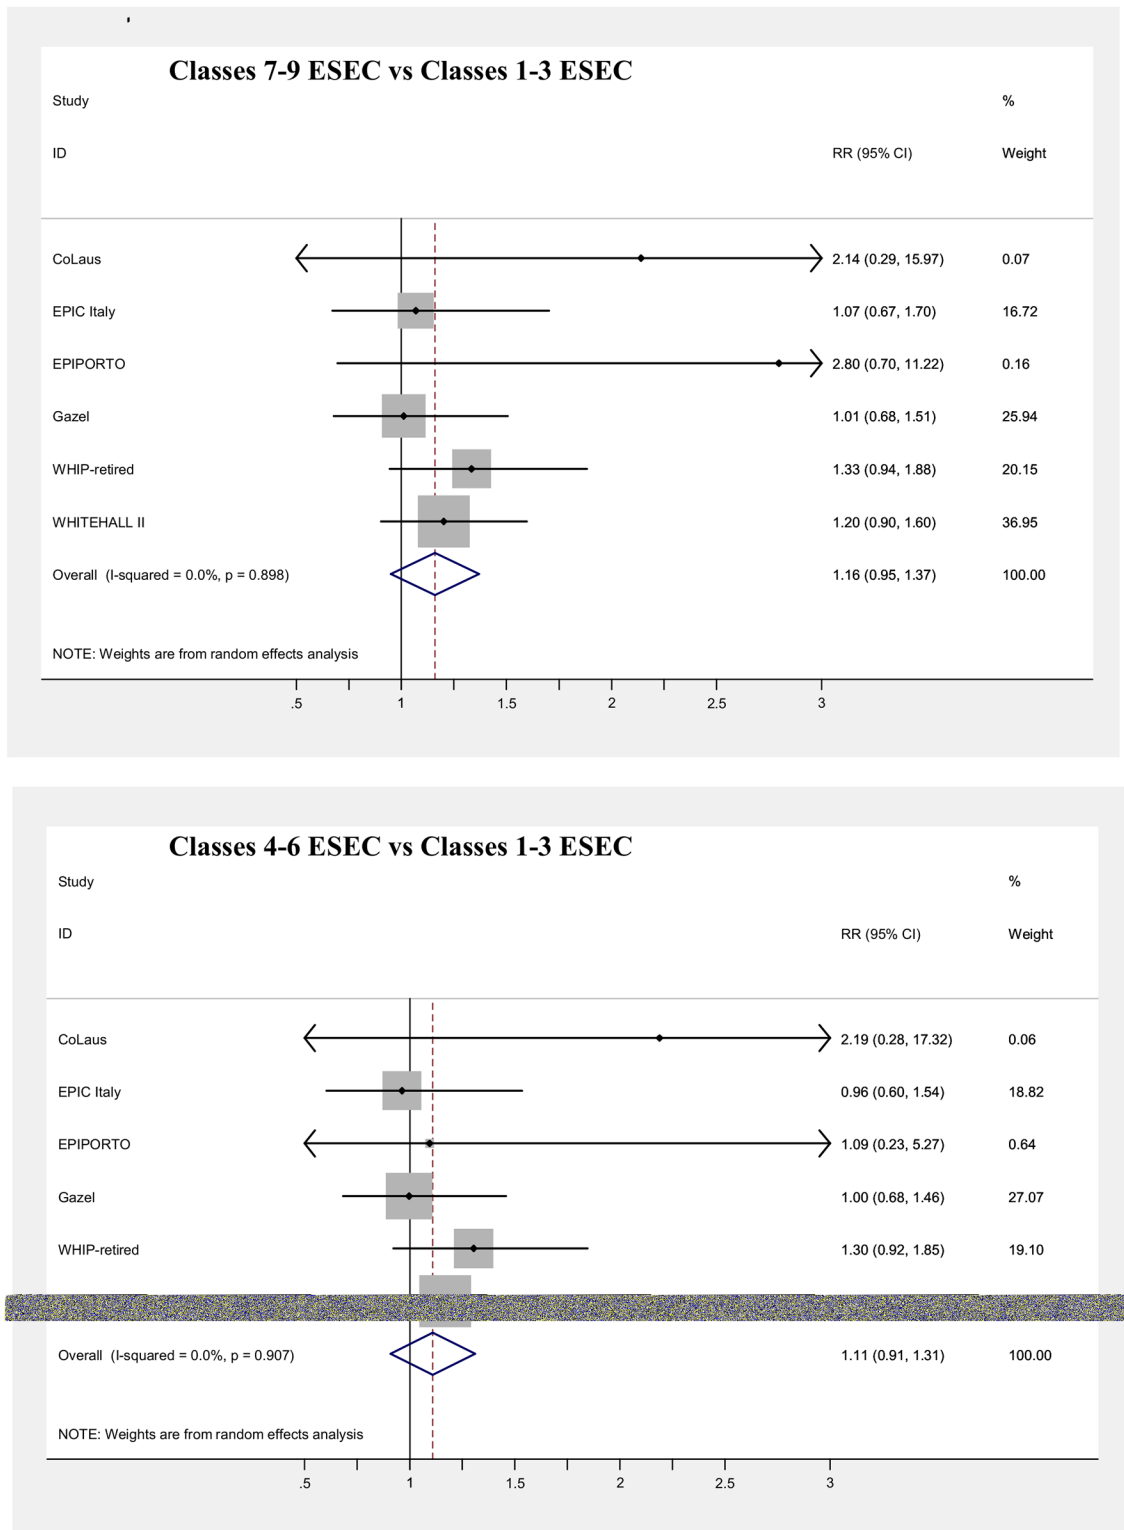 Classes 7-9 ESEC vs Classes 1-3 ESEC
Study %
ID RR (95% CI) Weight
CoLaus 2.14 (0.29, 15.97) 0.07
EPIC Italy 1.07 (0.67, 1.70) 16.72
EPIPORTO 2.80 (0.70, 11.22) 0.16
Gazel 1.01 (0.68, 1.51) 25.94
WHIP-retired 1.33 (0.94, 1.88) 20.15
WHITEHALL II 1.20 (0.90, 1.60) 36.95
Overall (I-squared = 0.0%, p = 0.898) 1.16 (0.95, 1.37) 100.00
NOTE: Weights are from random effects analysis
.5 1 1.5 2 2.5 3
Classes 4-6 ESEC vs Classes 1-3 ESEC
Study %
ID RR (95% CI) Weight
CoLaus 2.19 (0.28, 17.32) 0.06
EPIC Italy 0.96 (0.60, 1.54) 18.82
EPIPORTO 1.09 (0.23, 5.27) 0.64
Gazel 1.00 (0.68, 1.46) 27.07
WHIP-retired 1.30 (0.92, 1.85) 19.10
Overall (I-squared = 0.0%, p = 0.907) 1.11 (0.91, 1.31) 100.00
NOTE: Weights are from random effects analysis
.5 1 1.5 2 2.5 3